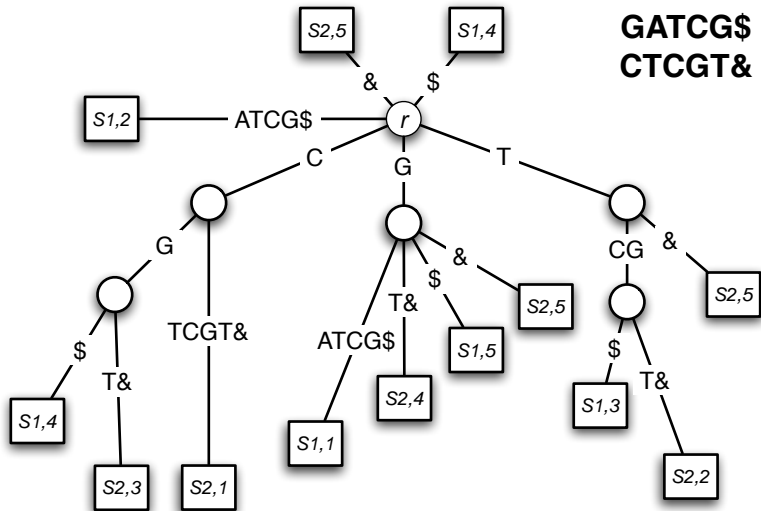 S2,5
S1,4
GATCG$
CTCGT&
&
$
S1,2
ATCG$
r
C
G
T
G
CG
&
&
TCGT&
$
T&
S2,5
S2,5
$
T&
ATCG$
S1,5
$
T&
S1,4
S1,1
S2,4
S1,3
S2,3
S2,1
S2,2